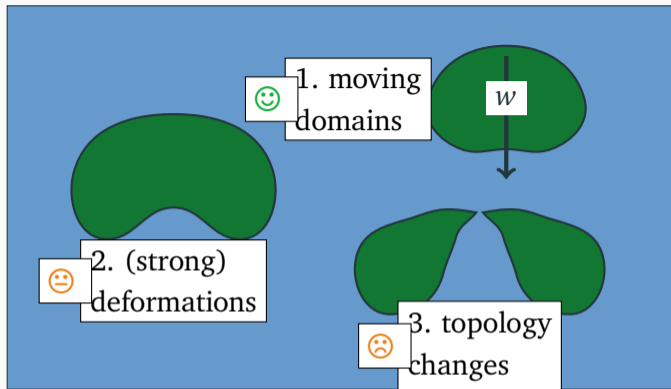 1. moving
domains
w
2. (strong)
deformations
3. topology
changes